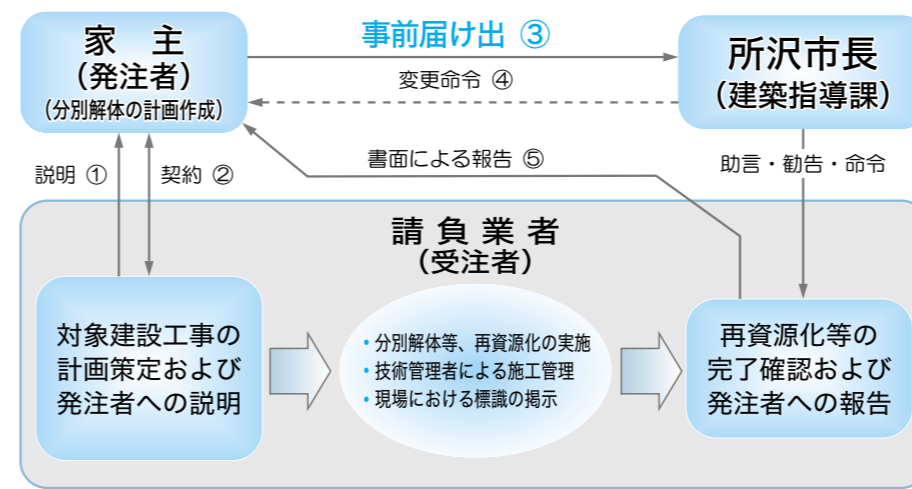 家 主
(発注者)
(分別解体の計画作成)
事前届け出 ③
変更命令 ④
所沢市長
(建築指導課)
説明 ①
契約 ②
書面による報告 ⑤
助言・勧告・命令
請負業者
(受注者)
対象建設工事の
計画策定および
発注者への説明
・分別解体等、再資源化の実施
・技術管理者による施工管理
・現場における標識の掲示
再資源化等の
完了確認および
発注者への報告